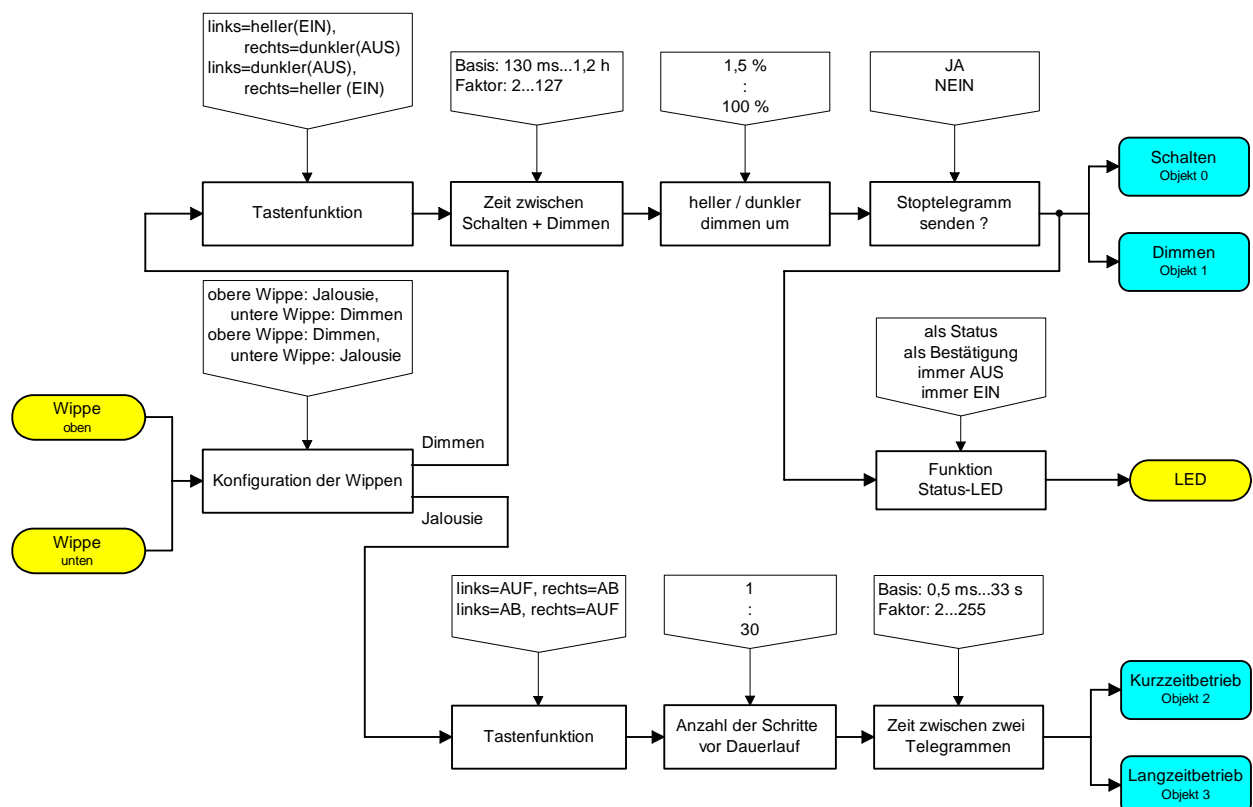 links=heller(EIN),
rechts=dunkler(AUS)
links=dunkler(AUS),
rechts=heller (EIN)
Basis: 130 ms...1,2 h
Faktor: 2...127
1,5 %
:
100 %
JA
NEIN
Tastenfunktion
Zeit zwischen
Schalten + Dimmen
heller / dunkler
dimmen um
Stoptelegramm
senden ?
Schalten
Objekt 0
Dimmen
Objekt 1
obere Wippe: Jalousie,
untere Wippe: Dimmen
obere Wippe: Dimmen,
untere Wippe: Jalousie
als Status
als Bestätigung
immer AUS
immer EIN
Wippe
oben
Wippe
unten
Konfiguration der Wippen
Dimmen
Jalousie
Funktion
Status-LED
LED
links=AUF, rechts=AB
links=AB, rechts=AUF
1
:
30
Basis: 0,5 ms...33 s
Faktor: 2...255
Tastenfunktion
Anzahl der Schritte
vor Dauerlauf
Zeit zwischen zwei
Telegrammen
Kurzzeitbetrieb
Objekt 2
Langzeitbetrieb
Objekt 3